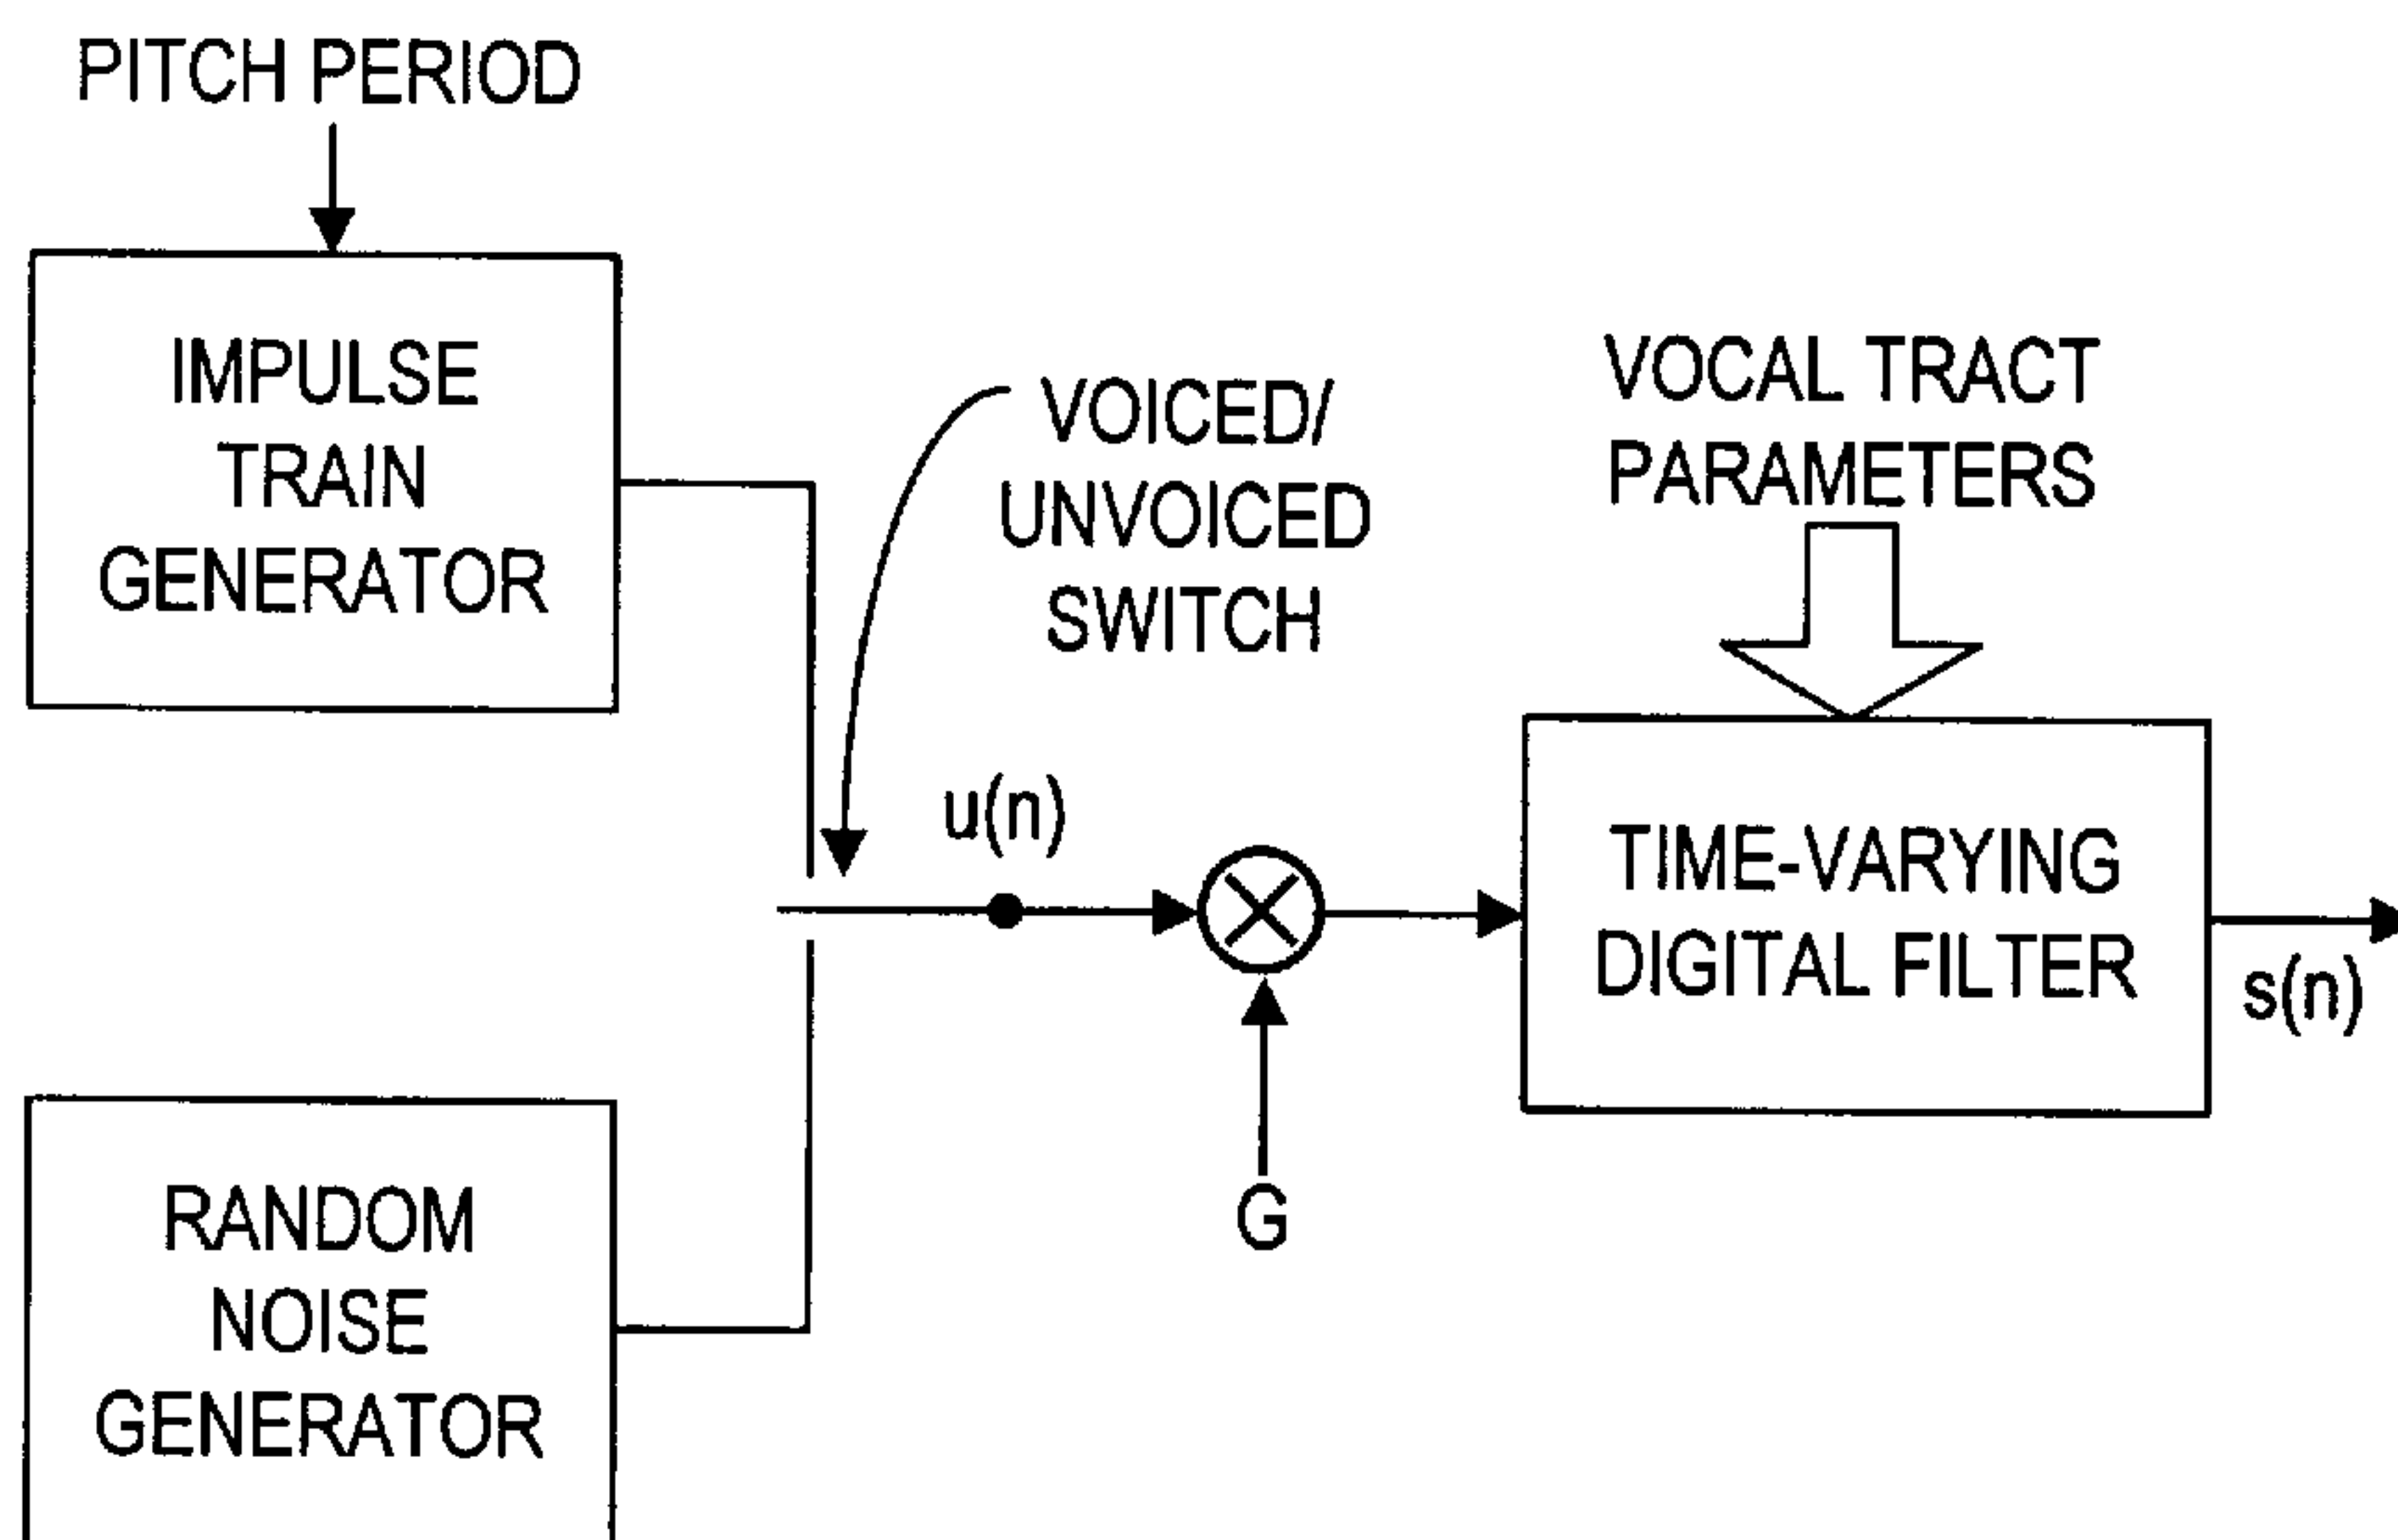 PITCH PERIOD
IMPULSE
TRAIN
GENERATOR
VOICED/
UNVOICED
SWITCH
VOCAL TRACT
PARAMETERS
u(n)
TIME-VARYING
DIGITAL FILTER
s(n)
G
RANDOM
NOISE
GENERATOR